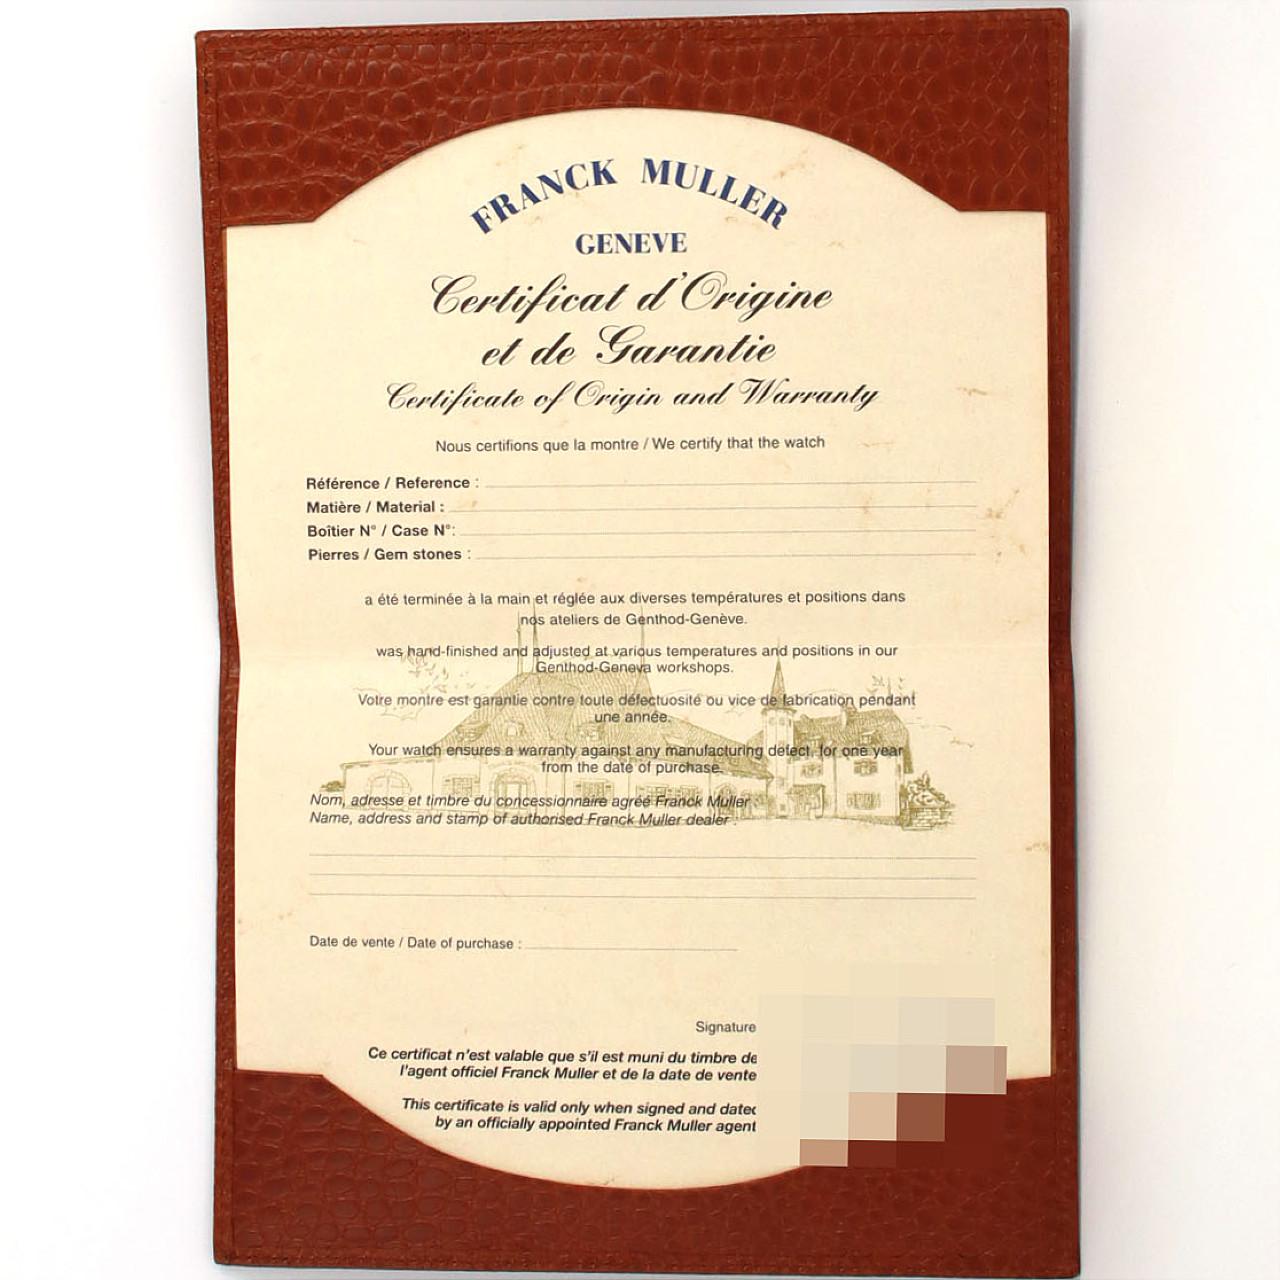 FRANCK MULLER
GENEVE
Certificat d'Origine
et de Garantie
Certificate of Origin and Warranty
Nous certifions que la montre / We certify that the watch
Référence / Reference :
Matière / Material :
Boîtier N° / Case N°:
Pierres / Gem stones :
a été terminée à la main et réglée aux diverses températures et positions dans
nos ateliers de Genthod-Genève.
was hand-finished and adjusted at various temperatures and positions in our
Genthod-Geneva workshops.
Votre montre est garantie contre toute défectuosité ou vice de fabrication pendant
une année.
Your watch ensures a warranty against any manufacturing defect, for one year
from the date of purchase.
Nom, adresse et timbre du concessionnaire agréé Franck Muller
Name, address and stamp of authorised Franck Muller dealer :
Date de vente / Date of purchase :
Signature
Ce certificat n'est valable que s'il est muni du timbre de
l'agent officiel Franck Muller et de la date de vente
This certificate is valid only when signed and dated
by an officially appointed Franck Muller agent